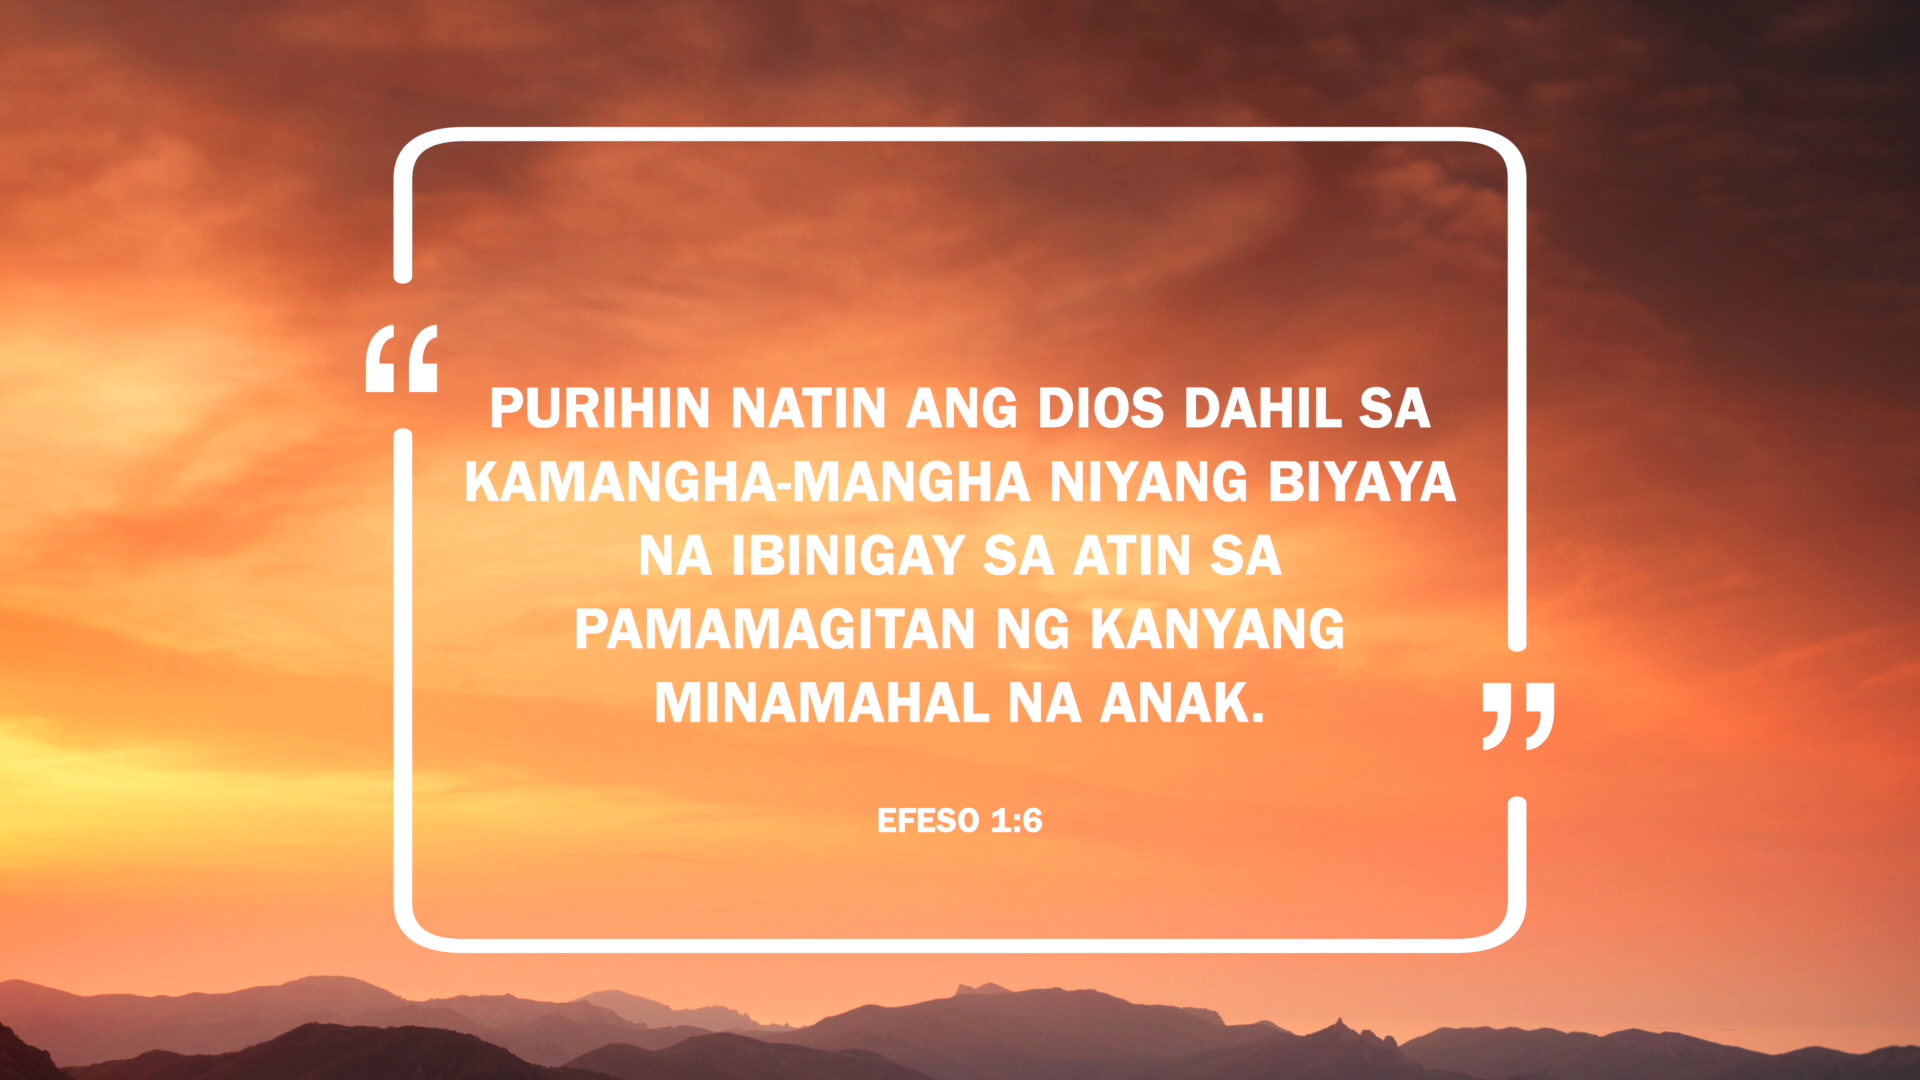 “
PURIHIN NATIN ANG DIOS DAHIL SA
KAMANGHA-MANGHA NIYANG BIYAYA
NA IBINIGAY SA ATIN SA
PAMAMAGITAN NG KANYANG
MINAMAHAL NA ANAK.
”
EFESO 1:6